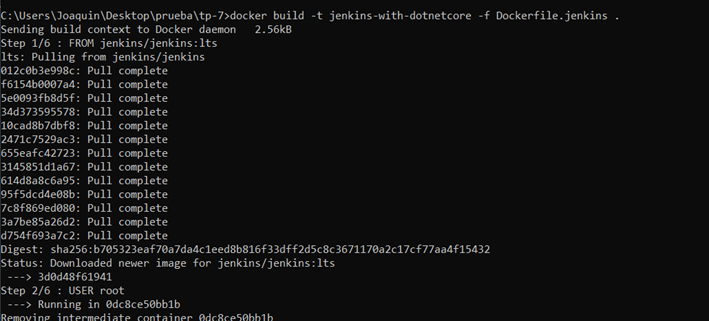 C:\Users\Joaquin\Desktop\prueba\tp-7>docker build -t jenkins-with-dotnetcore -f Dockerfile.jenkins .
Sending build context to Docker daemon   2.56kB
Step 1/6 : FROM jenkins/jenkins:lts
lts: Pulling from jenkins/jenkins
012c0b3e998c: Pull complete
f6154b0007a4: Pull complete
5e0093fb8d5f: Pull complete
34d373595578: Pull complete
10cad8b7dbf8: Pull complete
2471c7529ac3: Pull complete
655eafc42723: Pull complete
3145851d1a67: Pull complete
614d8a8c6a95: Pull complete
95f5dcd4e08b: Pull complete
7c8f869ed080: Pull complete
3a7be85a26d2: Pull complete
d754f693a7c2: Pull complete
Digest: sha256:b705323eaf70a7da4c1eed8b816f33dff2d5c8c3671170a2c17cf77aa4f15432
Status: Downloaded newer image for jenkins/jenkins:lts
 ---> 3d0d48f61941
Step 2/6 : USER root
 ---> Running in 0dc8ce50bb1b
Removing intermediate container 0dc8ce50bb1b